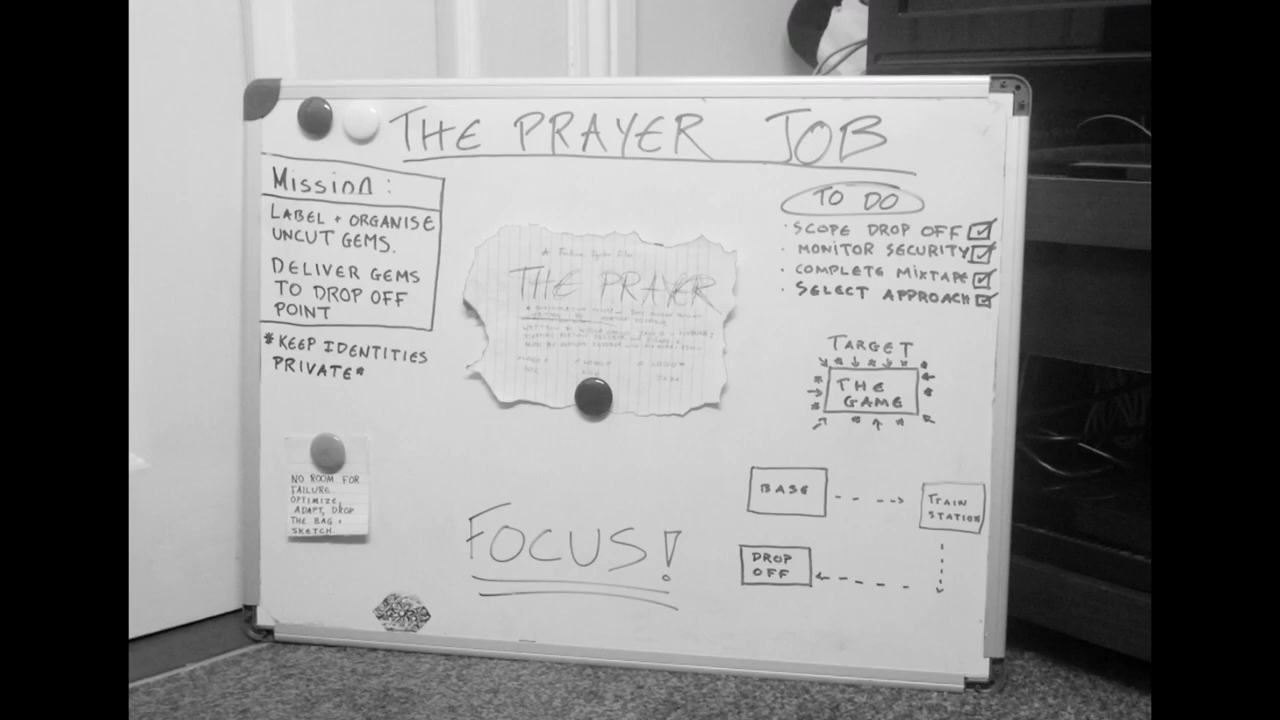 THE PRAYER JOB
Mission:
LABEL + ORGANISE
UNCUT GEMS.
DELIVER GEMS
TO DROP OFF
POINT
*KEEP IDENTITIES
PRIVATE*
NO ROOM FOR
FAILURE.
OPTIMIZE,
ADAPT, DROP
THE BAG +
SKETCH.
THE PRAYER
FOCUS!
TO DO
· SCOPE DROP OFF ☑
· MONITOR SECURITY ☑
· COMPLETE MIXTAPE ☑
· SELECT APPROACH ☑
TARGET
THE
GAME
BASE
TRAIN
STATION
DROP
OFF